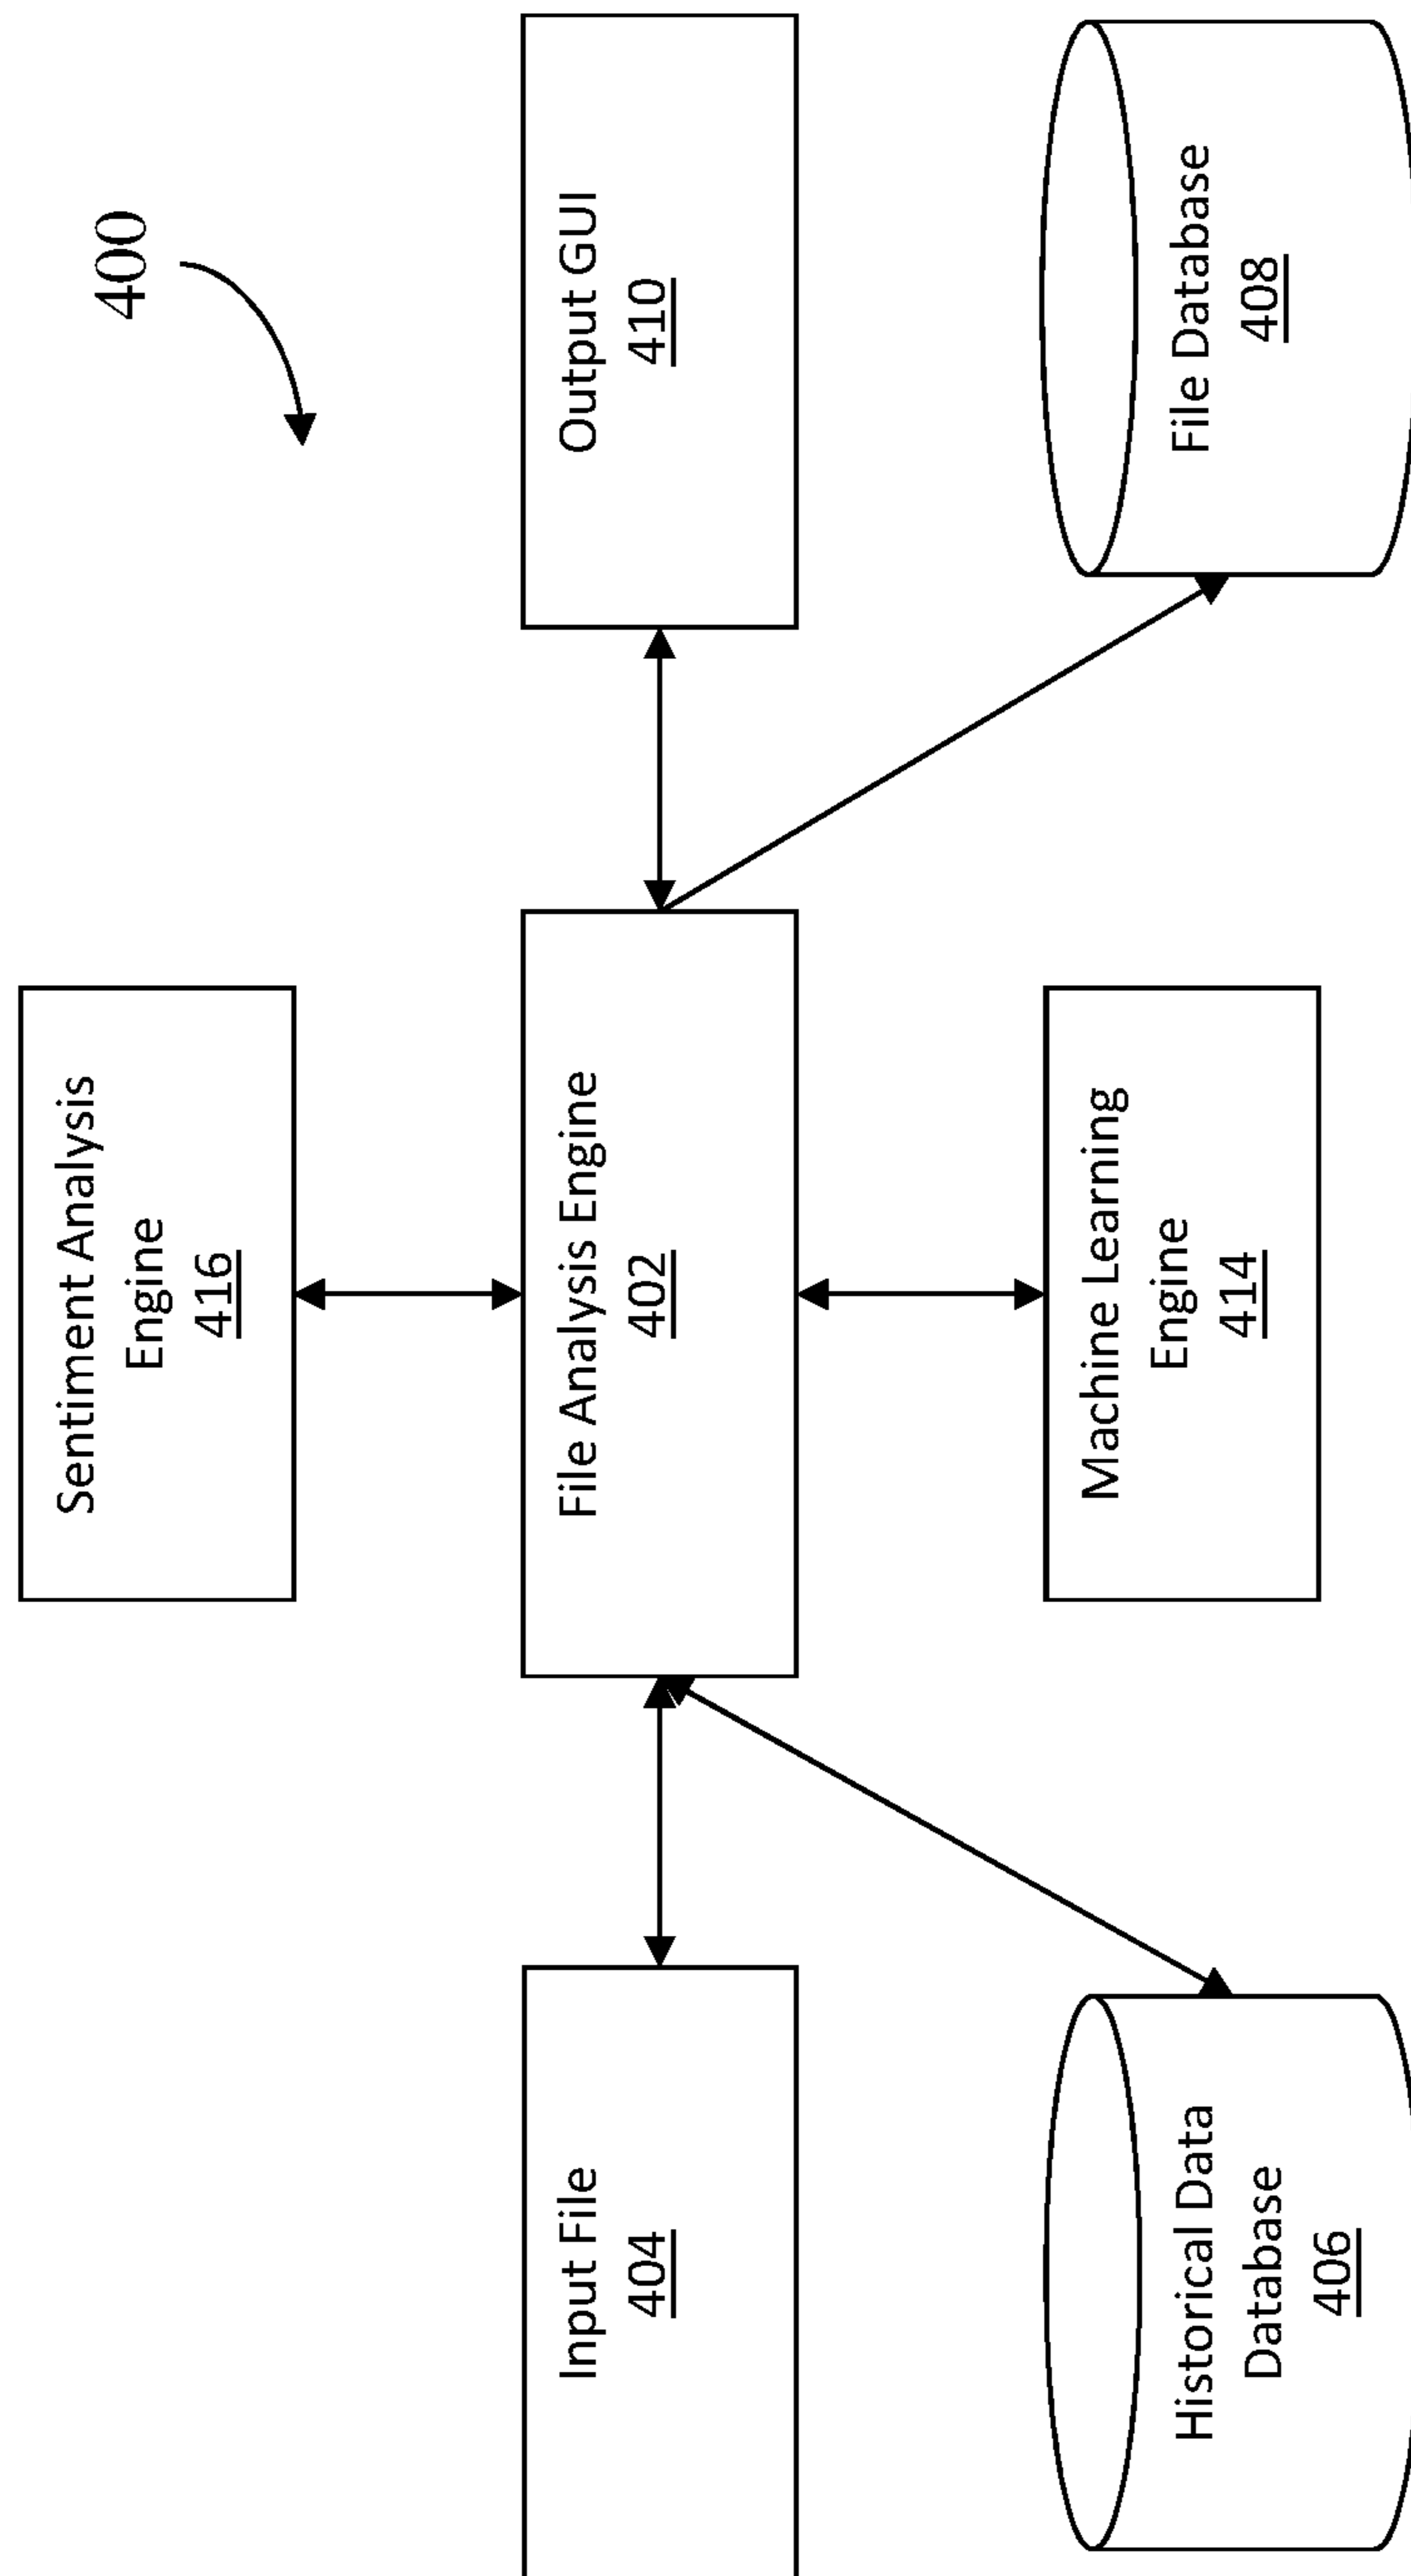 400
Sentiment Analysis
Engine
416
Input File
404
File Analysis Engine
402
Output GUI
410
Historical Data
Database
406
Machine Learning
Engine
414
File Database
408